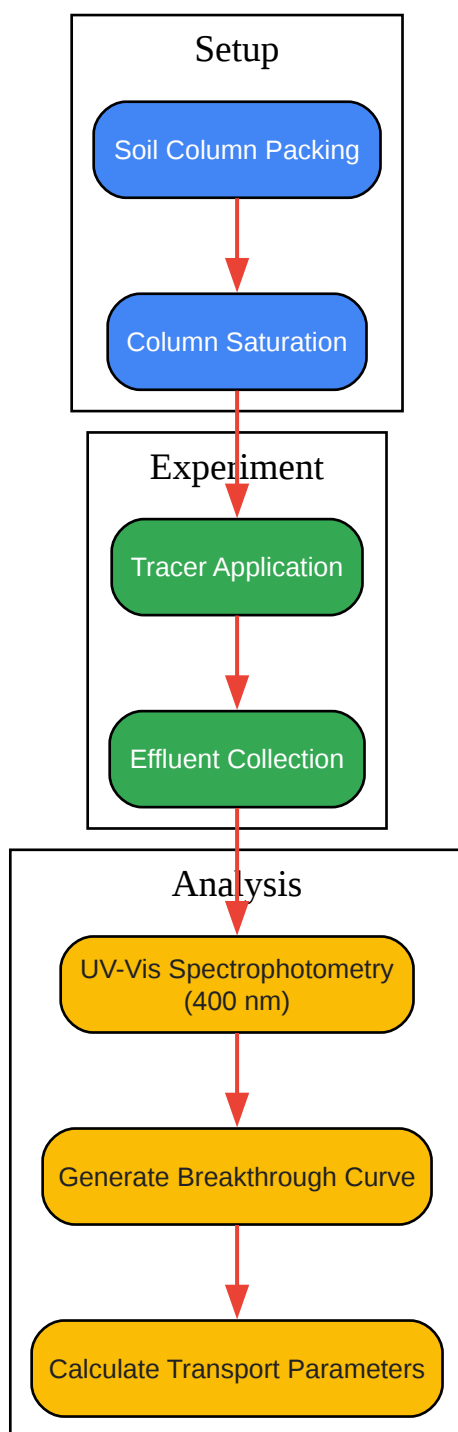 Setup
Soil Column Packing
Column Saturation
Experiment
Tracer Application
Effluent Collection
Analysis
UV-Vis Spectrophotometry
(400 nm)
Generate Breakthrough Curve
Calculate Transport Parameters